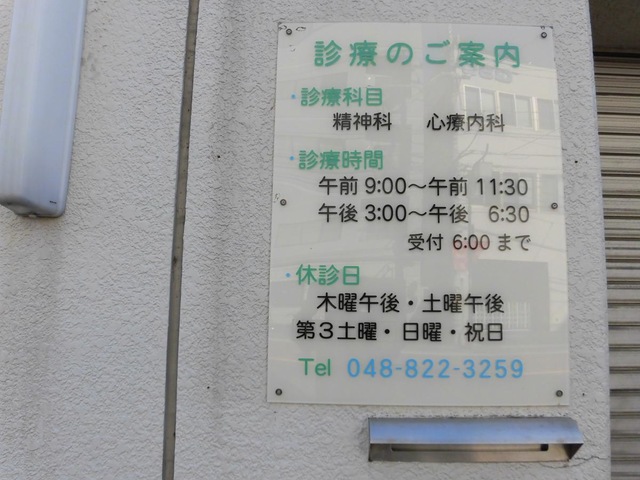 診療のご案内
・診療科目
精神科 心療内科
・診療時間
午前 9:00～午前 11:30
午後 3:00～午後 6:30
受付 6:00 まで
・休診日
木曜午後・土曜午後
第3土曜・日曜・祝日
Tel 048-822-3259